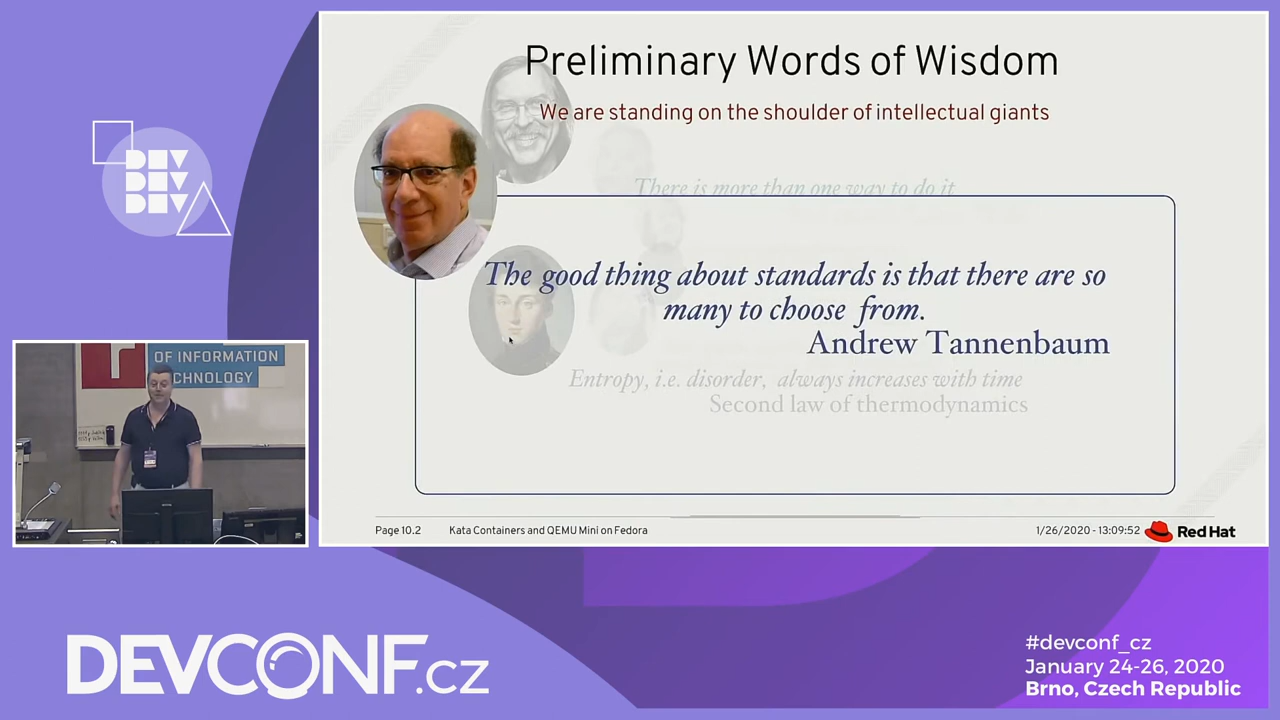 Preliminary Words of Wisdom
We are standing on the shoulder of intellectual giants
There is more than one way to do it
The good thing about standards is that there are so
many to choose from.
Andrew Tannenbaum
Entropy, i.e. disorder, always increases with time
Second law of thermodynamics
Page 10.2
Kata Containers and QEMU Mini on Fedora
1/26/2020 - 13:09:52
Red Hat
DEV
DEV
DEV
OF INFORMATION
TECHNOLOGY
DEVCONF.cz
#devconf_cz
January 24-26, 2020
Brno, Czech Republic